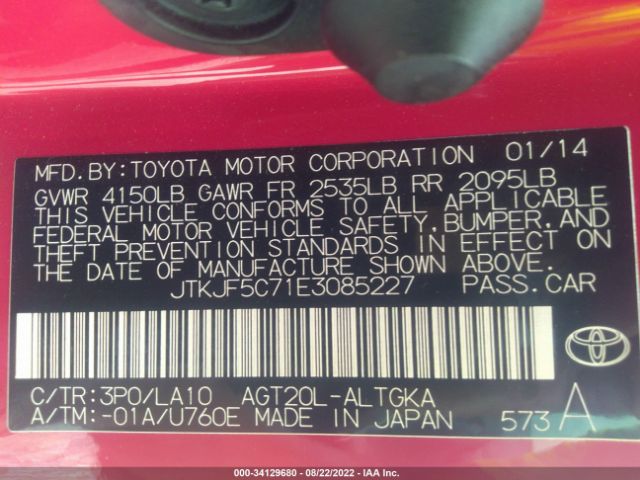 MFD.BY:TOYOTA MOTOR CORPORATION 01/14
GVWR 4150LB GAWR FR 2535LB RR 2095LB
THIS VEHICLE CONFORMS TO ALL APPLICABLE
FEDERAL MOTOR VEHICLE SAFETY,BUMPER,AND
THEFT PREVENTION STANDARDS IN EFFECT ON
THE DATE OF MANUFACTURE SHOWN ABOVE.
JTKJF5C71E3085227 PASS.CAR
C/TR:3P0/LA10 AGT20L-ALTGKA
A/TM:-01A/U760E MADE IN JAPAN 573 A
000-34129680 - 08/22/2022 - IAA Inc.